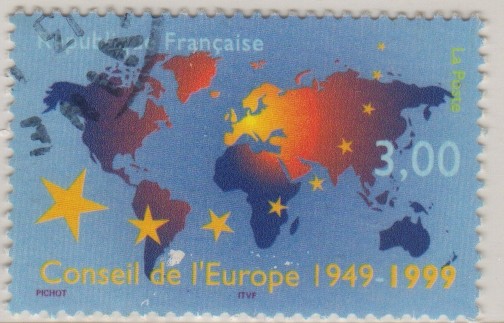 République Française
La Poste
3,00
Conseil de l'Europe 1949-1999
PICHOT
ITVF